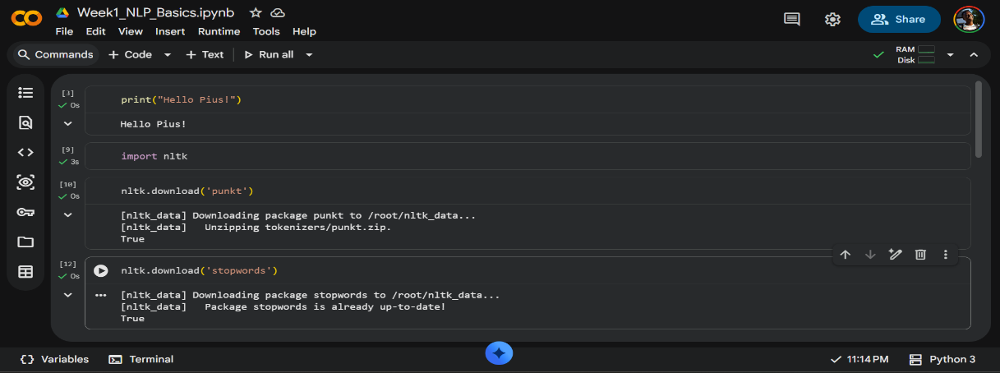 Week1_NLP_Basics.ipynb
File Edit View Insert Runtime Tools Help
Share
Commands + Code + Text Run all
RAM
Disk
[3]
0s
print("Hello Pius!")
Hello Pius!
[9]
3s
import nltk
[10]
0s
nltk.download('punkt')
[nltk_data] Downloading package punkt to /root/nltk_data...
[nltk_data]   Unzipping tokenizers/punkt.zip.
True
[12]
0s
nltk.download('stopwords')
[nltk_data] Downloading package stopwords to /root/nltk_data...
[nltk_data]   Package stopwords is already up-to-date!
True
{} Variables Terminal 11:14 PM Python 3